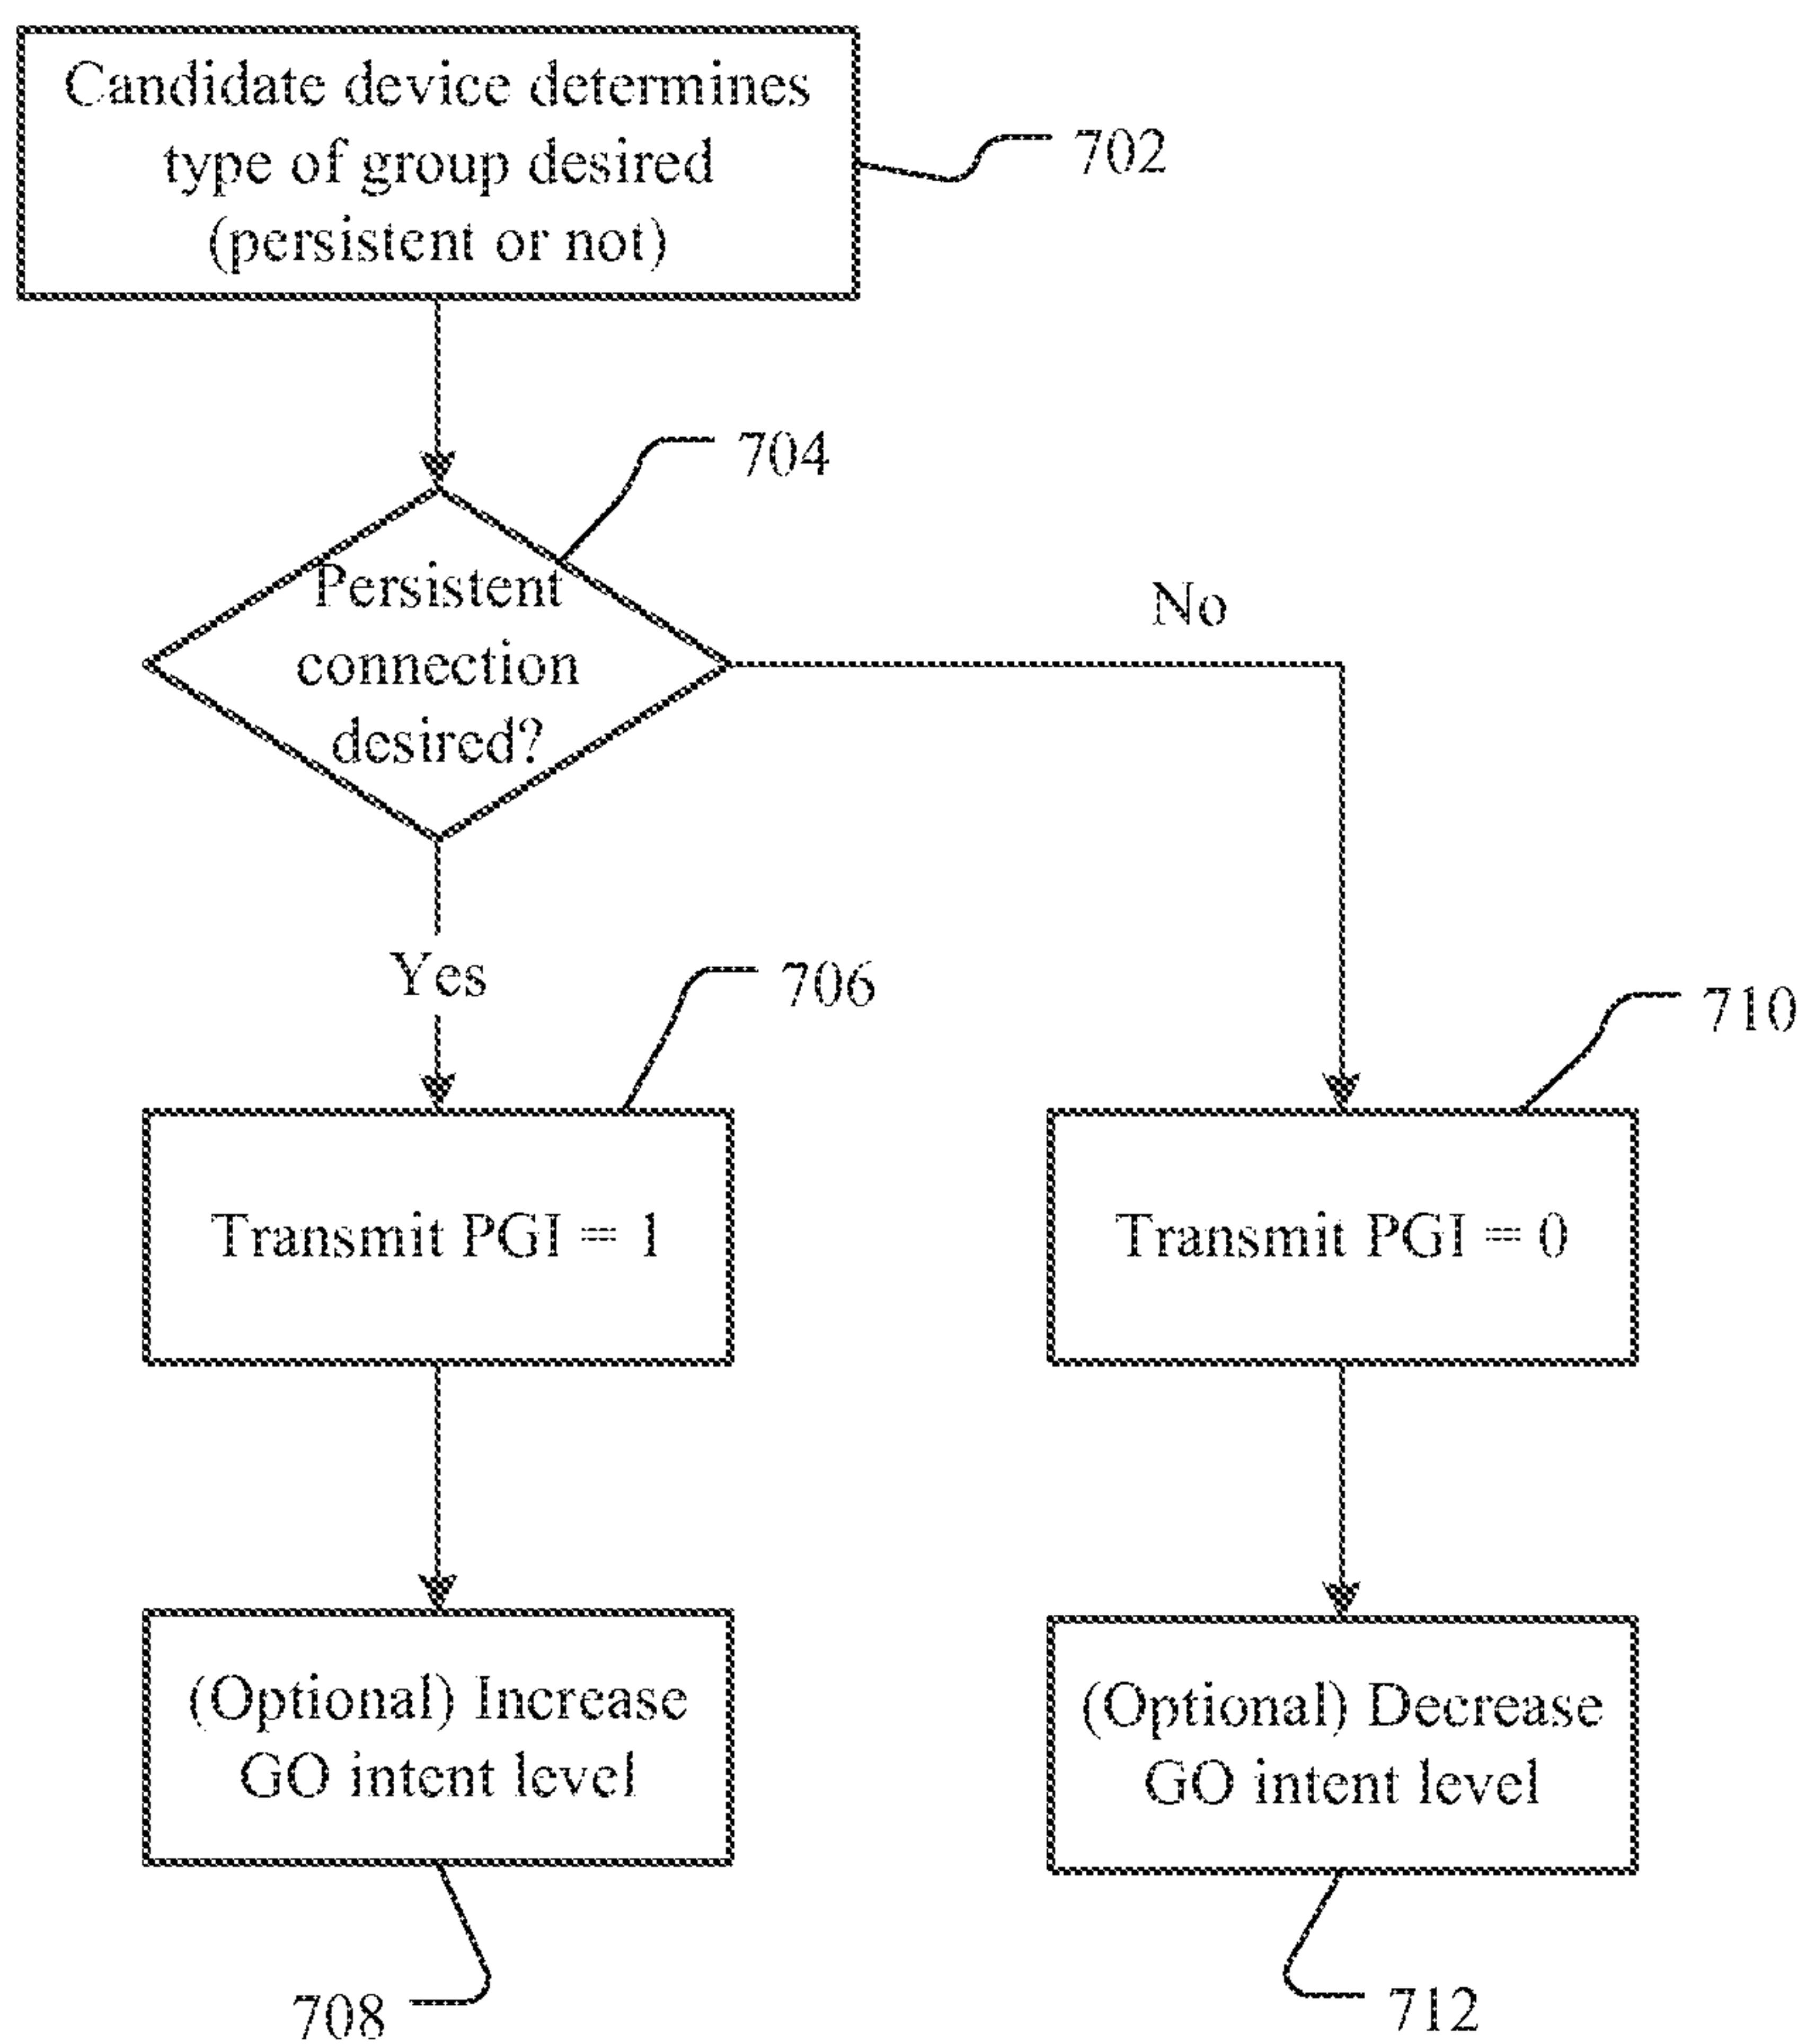 Candidate device determines
type of group desired
(persistent or not)
702
704
Persistent
connection
desired?
No
Yes
706
710
Transmit PGI = 1
Transmit PGI = 0
(Optional) Increase
GO intent level
(Optional) Decrease
GO intent level
708
712